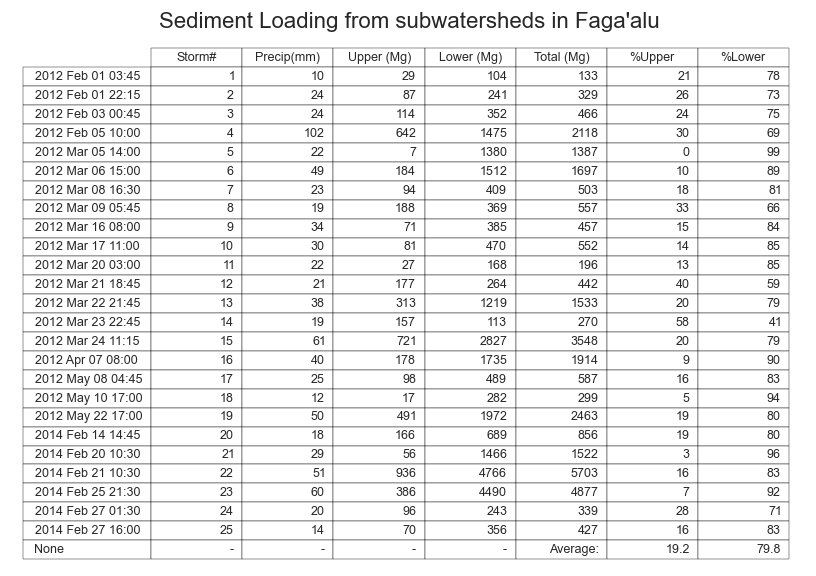 Sediment Loading from subwatersheds in Faga'alu
Storm# Precip(mm) Upper (Mg) Lower (Mg) Total (Mg) %Upper %Lower
2012 Feb 01 03:45 1 10 29 104 133 21 78
2012 Feb 01 22:15 2 24 87 241 329 26 73
2012 Feb 03 00:45 3 24 114 352 466 24 75
2012 Feb 05 10:00 4 102 642 1475 2118 30 69
2012 Mar 05 14:00 5 22 7 1380 1387 0 99
2012 Mar 06 15:00 6 49 184 1512 1697 10 89
2012 Mar 08 16:30 7 23 94 409 503 18 81
2012 Mar 09 05:45 8 19 188 369 557 33 66
2012 Mar 16 08:00 9 34 71 385 457 15 84
2012 Mar 17 11:00 10 30 81 470 552 14 85
2012 Mar 20 03:00 11 22 27 168 196 13 85
2012 Mar 21 18:45 12 21 177 264 442 40 59
2012 Mar 22 21:45 13 38 313 1219 1533 20 79
2012 Mar 23 22:45 14 19 157 113 270 58 41
2012 Mar 24 11:15 15 61 721 2827 3548 20 79
2012 Apr 07 08:00 16 40 178 1735 1914 9 90
2012 May 08 04:45 17 25 98 489 587 16 83
2012 May 10 17:00 18 12 17 282 299 5 94
2012 May 22 17:00 19 50 491 1972 2463 19 80
2014 Feb 14 14:45 20 18 166 689 856 19 80
2014 Feb 20 10:30 21 29 56 1466 1522 3 96
2014 Feb 21 10:30 22 51 936 4766 5703 16 83
2014 Feb 25 21:30 23 60 386 4490 4877 7 92
2014 Feb 27 01:30 24 20 96 243 339 28 71
2014 Feb 27 16:00 25 14 70 356 427 16 83
None - - - - Average: 19.2 79.8